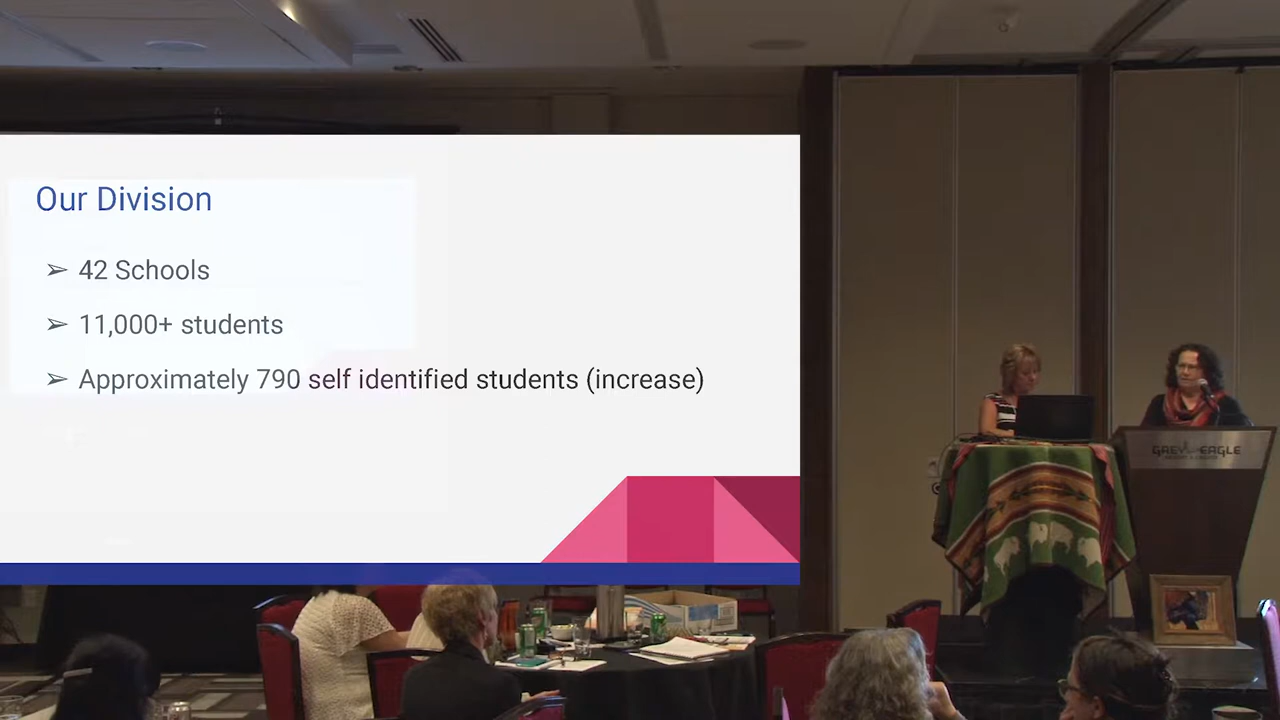 Our Division
➢ 42 Schools
➢ 11,000+ students
➢ Approximately 790 self identified students (increase)
GREY EAGLE